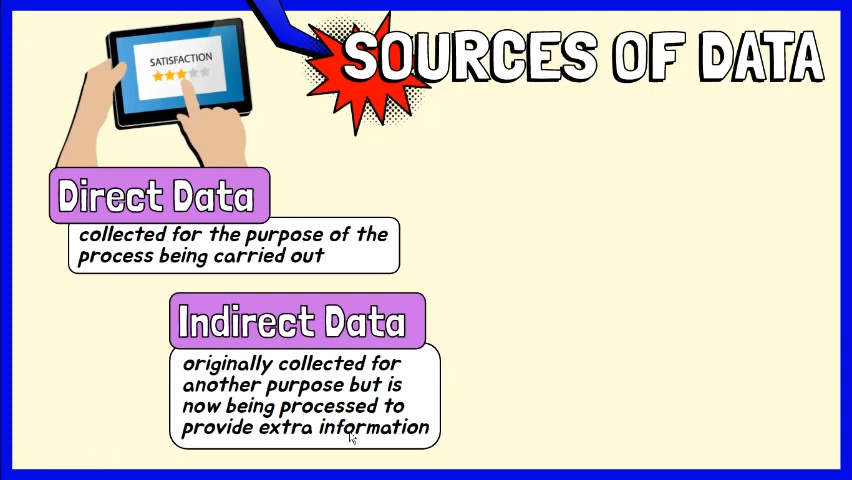 SOURCES OF DATA
SATISFACTION
Direct Data
collected for the purpose of the
process being carried out
Indirect Data
originally collected for
another purpose but is
now being processed to
provide extra information